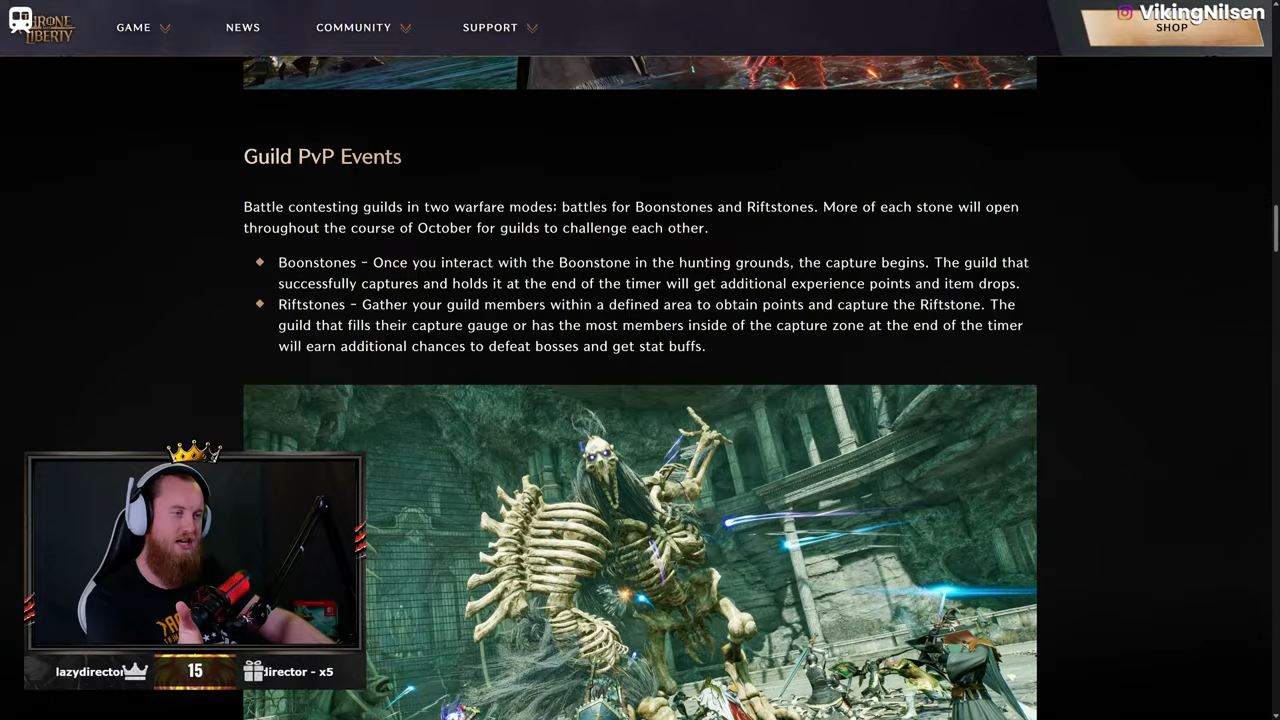 THRONE
LIBERTY
GAME
NEWS
COMMUNITY
SUPPORT
VikingNilsen
SHOP
Guild PvP Events
Battle contesting guilds in two warfare modes: battles for Boonstones and Riftstones. More of each stone will open
throughout the course of October for guilds to challenge each other.
Boonstones - Once you interact with the Boonstone in the hunting grounds, the capture begins. The guild that
successfully captures and holds it at the end of the timer will get additional experience points and item drops.
Riftstones - Gather your guild members within a defined area to obtain points and capture the Riftstone. The
guild that fills their capture gauge or has the most members inside of the capture zone at the end of the timer
will earn additional chances to defeat bosses and get stat buffs.
lazydirector
15
director - x5